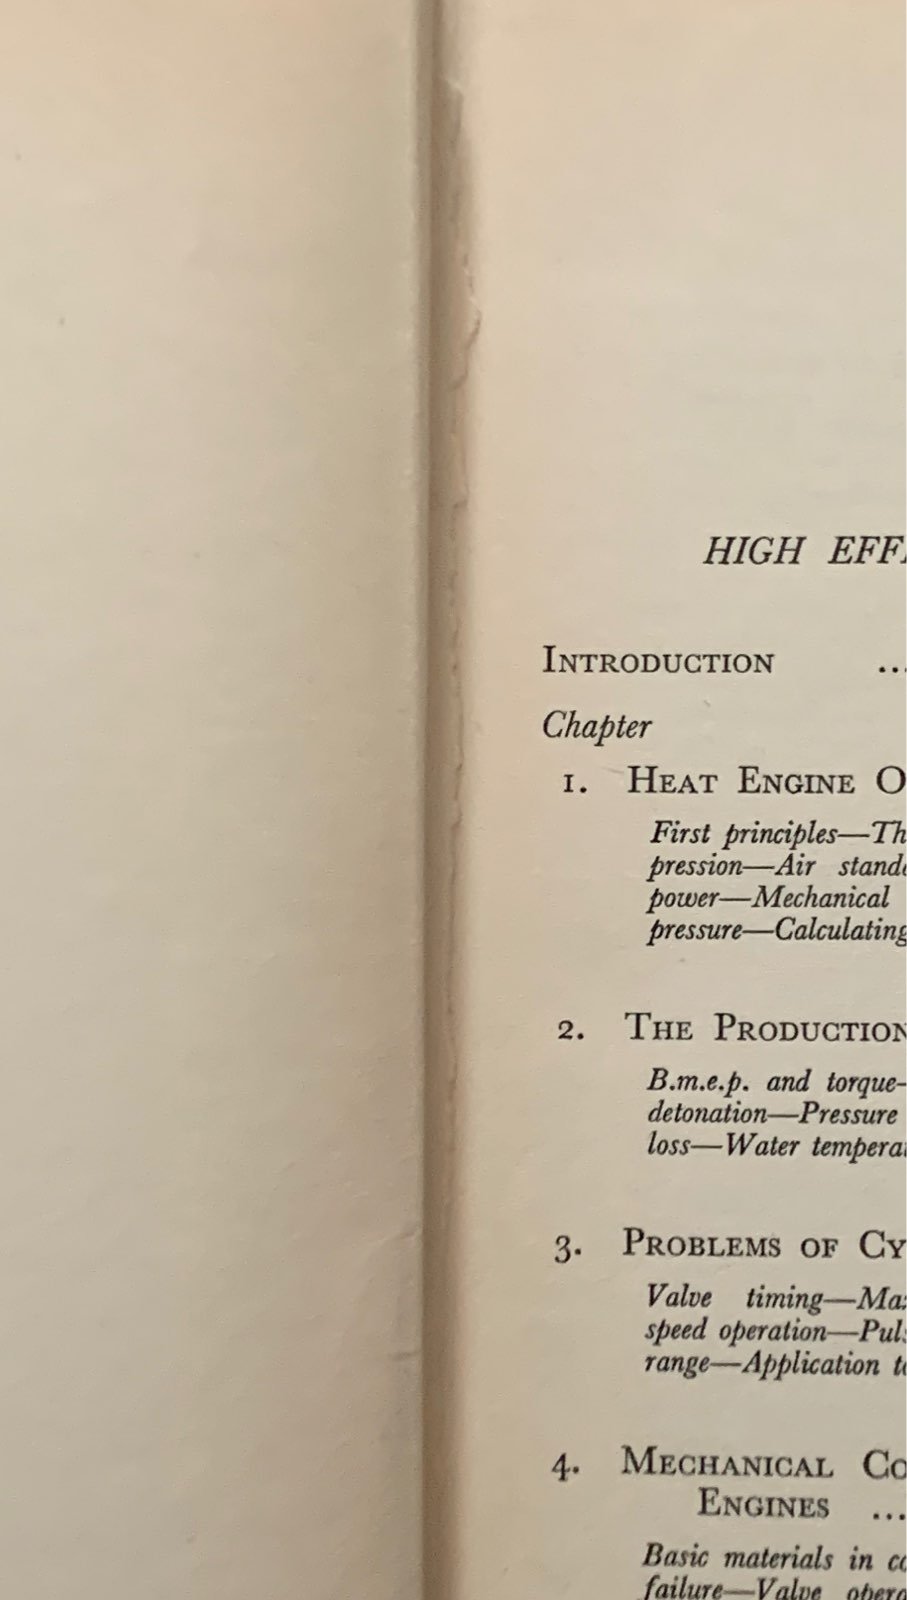 HIGH EFF
INTRODUCTION ...
Chapter
1. HEAT ENGINE O
First principles—Th
pression—Air stand
power—Mechanical
pressure—Calculating
2. THE PRODUCTION
B.m.e.p. and torque-
detonation—Pressure
loss—Water tempera
3. PROBLEMS OF CY
Valve timing—Ma
speed operation—Pul
range—Application t
4. MECHANICAL CO
ENGINES ...
Basic materials in c
failure—Valve opera